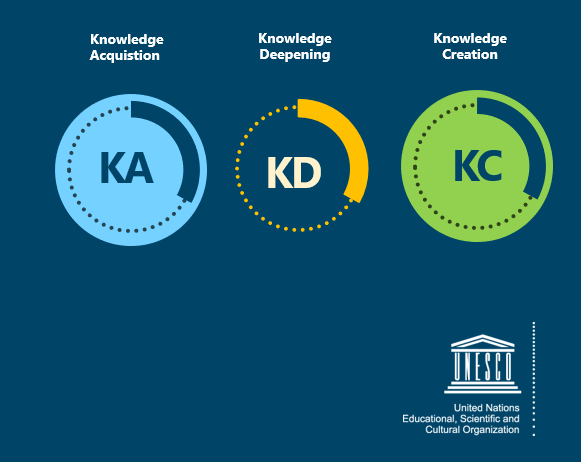 Knowledge
Acquistion
Knowledge
Deepening
Knowledge
Creation
KA
KD
KC
UNESCO
United Nations
Educational, Scientific and
Cultural Organization